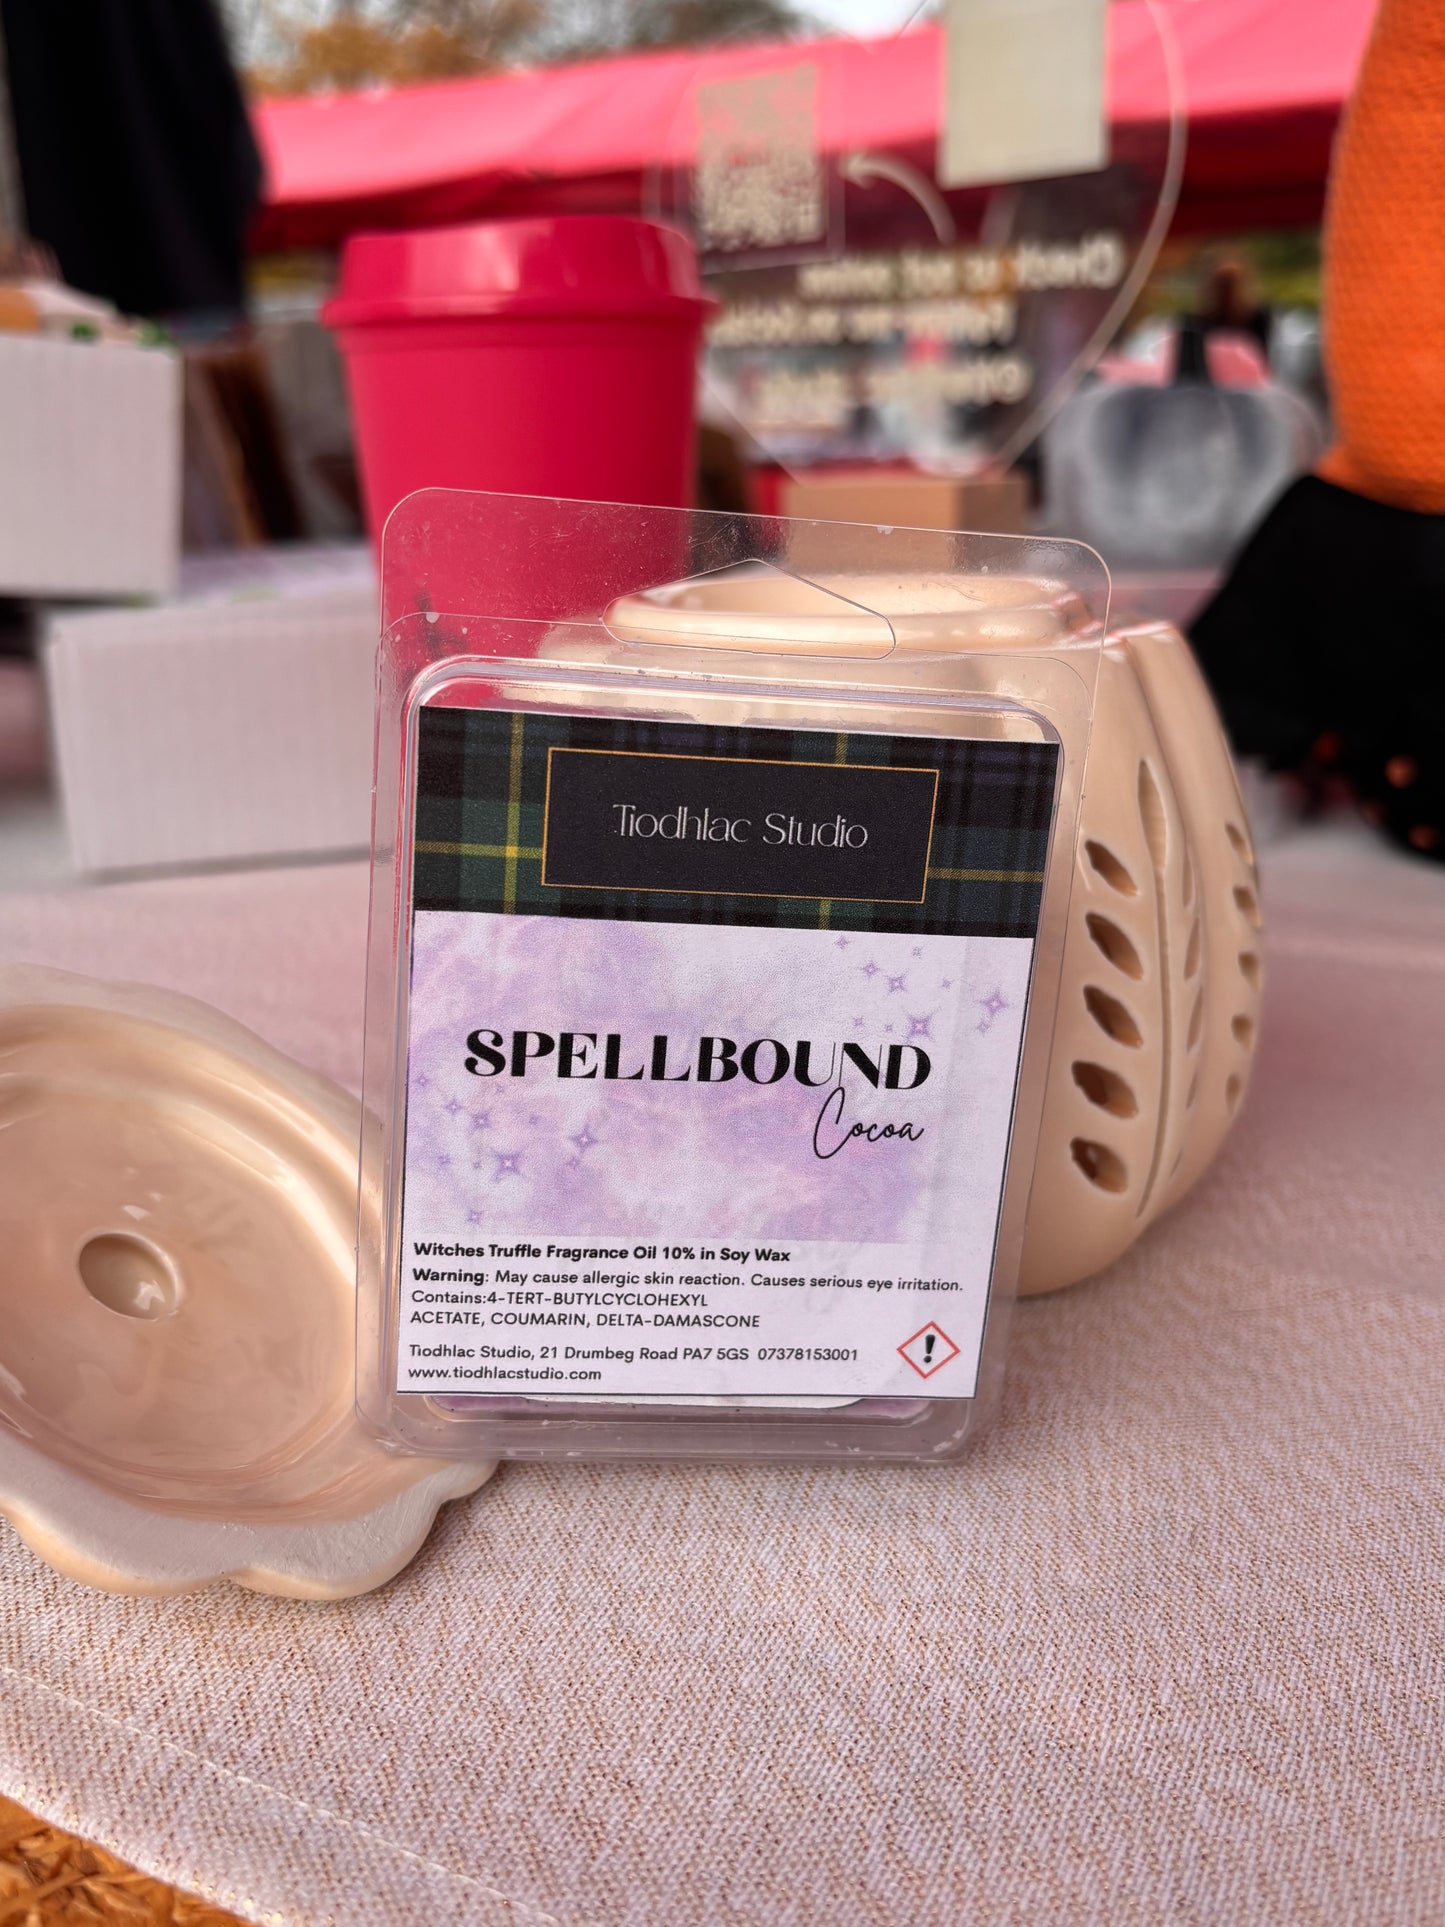 Tiodhlac Studio
SPELLBOUND
Cocoa
Witches Truffle Fragrance Oil 10% in Soy Wax
Warning: May cause allergic skin reaction. Causes serious eye irritation.
Contains:4-TERT-BUTYLCYCLOHEXYL
ACETATE, COUMARIN, DELTA-DAMASCONE
Tiodhlac Studio, 21 Drumbeg Road PA7 5GS 07378153001
www.tiodhlacstudio.com